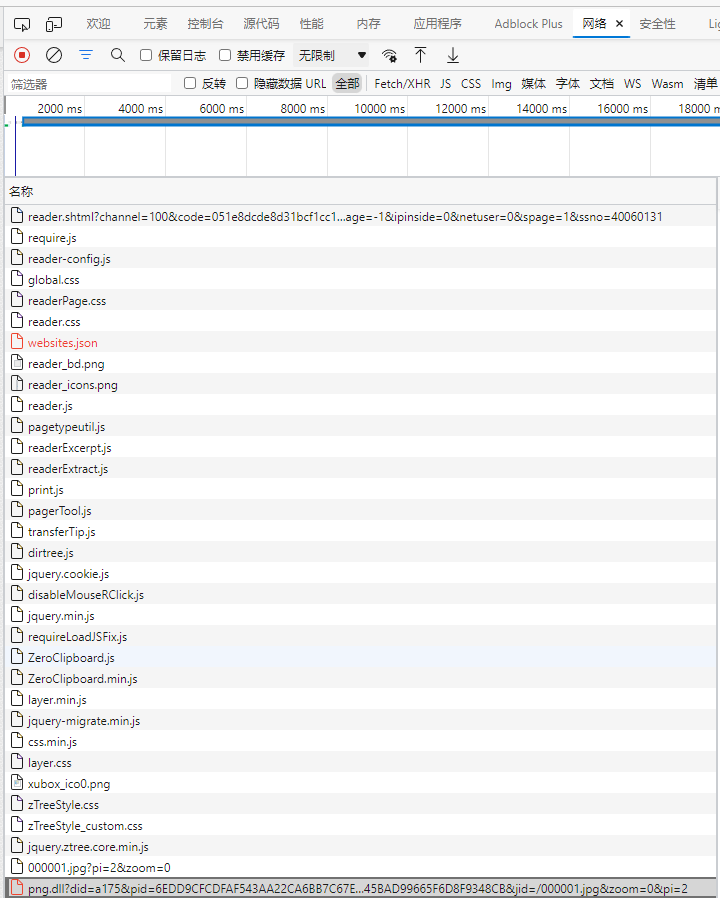 欢迎 元素 控制台 源代码 性能 内存 应用程序 Adblock Plus 网络 × 安全性 Lig
保留日志 禁用缓存 无限制
筛选器 反转 隐藏数据 URL 全部 Fetch/XHR JS CSS Img 媒体 字体 文档 WS Wasm 清单
2000 ms 4000 ms 6000 ms 8000 ms 10000 ms 12000 ms 14000 ms 16000 ms 18000 m
名称
reader.shtml?channel=100&code=051e8dcde8d31bcf1cc1...age=-1&ipinside=0&netuser=0&spage=1&ssno=40060131
require.js
reader-config.js
global.css
readerPage.css
reader.css
websites.json
reader_bd.png
reader_icons.png
reader.js
pagetypeutil.js
readerExcerpt.js
readerExtract.js
print.js
pagerTool.js
transferTip.js
dirtree.js
jquery.cookie.js
disableMouseRClick.js
jquery.min.js
requireLoadJSFix.js
ZeroClipboard.js
ZeroClipboard.min.js
layer.min.js
jquery-migrate.min.js
css.min.js
layer.css
xubox_ico0.png
zTreeStyle.css
zTreeStyle_custom.css
jquery.ztree.core.min.js
000001.jpg?pi=2&zoom=0
png.dll?did=a175&pid=6EDD9CFCDFAF543AA22CA6BB7C67E...45BAD99665F6D8F9348CB&jid=/000001.jpg&zoom=0&pi=2